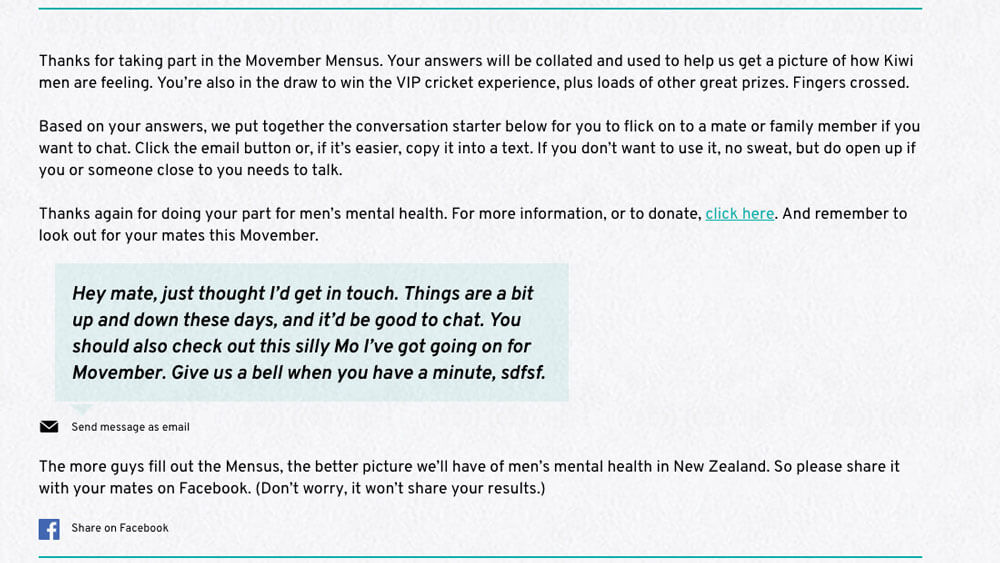 Thanks for taking part in the Movember Mensus. Your answers will be collated and used to help us get a picture of how Kiwi
men are feeling. You’re also in the draw to win the VIP cricket experience, plus loads of other great prizes. Fingers crossed.
Based on your answers, we put together the conversation starter below for you to flick on to a mate or family member if you
want to chat. Click the email button or, if it’s easier, copy it into a text. If you don’t want to use it, no sweat, but do open up if
you or someone close to you needs to talk.
Thanks again for doing your part for men’s mental health. For more information, or to donate, click here. And remember to
look out for your mates this Movember.
Hey mate, just thought I’d get in touch. Things are a bit
up and down these days, and it’d be good to chat. You
should also check out this silly Mo I’ve got going on for
Movember. Give us a bell when you have a minute, sdfsf.
Send message as email
The more guys fill out the Mensus, the better picture we’ll have of men’s mental health in New Zealand. So please share it
with your mates on Facebook. (Don’t worry, it won’t share your results.)
Share on Facebook